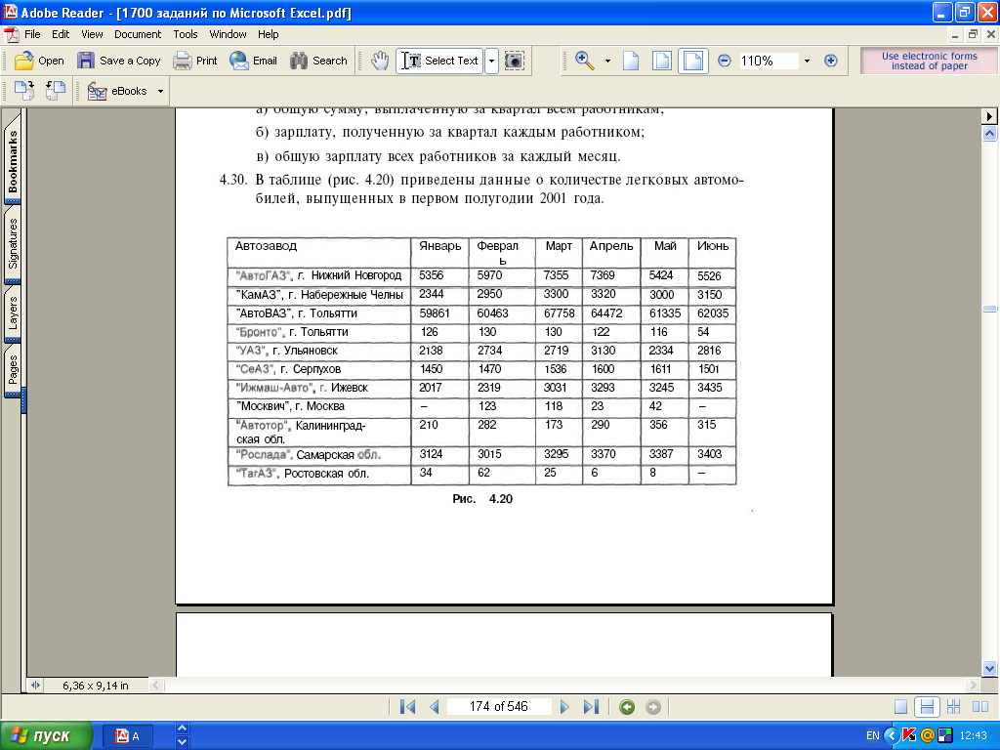 Adobe Reader - [1700 заданий по Microsoft Excel.pdf]
File Edit View Document Tools Window Help
Open Save a Copy Print Email Search Select Text 110% Use electronic forms instead of paper
eBooks
Bookmarks
Signatures
Layers
Pages
а) общую сумму, выплаченную за квартал всем работникам;
б) зарплату, полученную за квартал каждым работником;
в) общую зарплату всех работников за каждый месяц.
4.30. В таблице (рис. 4.20) приведены данные о количестве легковых автомо-
билей, выпущенных в первом полугодии 2001 года.
Автозавод Январь Феврал Март Апрель Май Июнь
ь
"АвтоГАЗ", г. Нижний Новгород 5356 5970 7355 7369 5424 5526
"КамАЗ", г. Набережные Челны 2344 2950 3300 3320 3000 3150
"АвтоВАЗ", г. Тольятти 59861 60463 67758 64472 61335 62035
"Бронто", г. Тольятти 126 130 130 122 116 54
"УАЗ", г. Ульяновск 2138 2734 2719 3130 2334 2816
"СеАЗ", г. Серпухов 1450 1470 1536 1600 1611 1501
"Ижмаш-Авто", г. Ижевск 2017 2319 3031 3293 3245 3435
"Москвич", г. Москва – 123 118 23 42 –
"Автотор", Калининград- 210 282 173 290 356 315
ская обл.
"Рослада", Самарская обл. 3124 3015 3295 3370 3387 3403
"ТагАЗ", Ростовская обл. 34 62 25 6 8 –
Рис. 4.20
6,36 x 9,14 in
174 of 546
пуск A EN 12:43